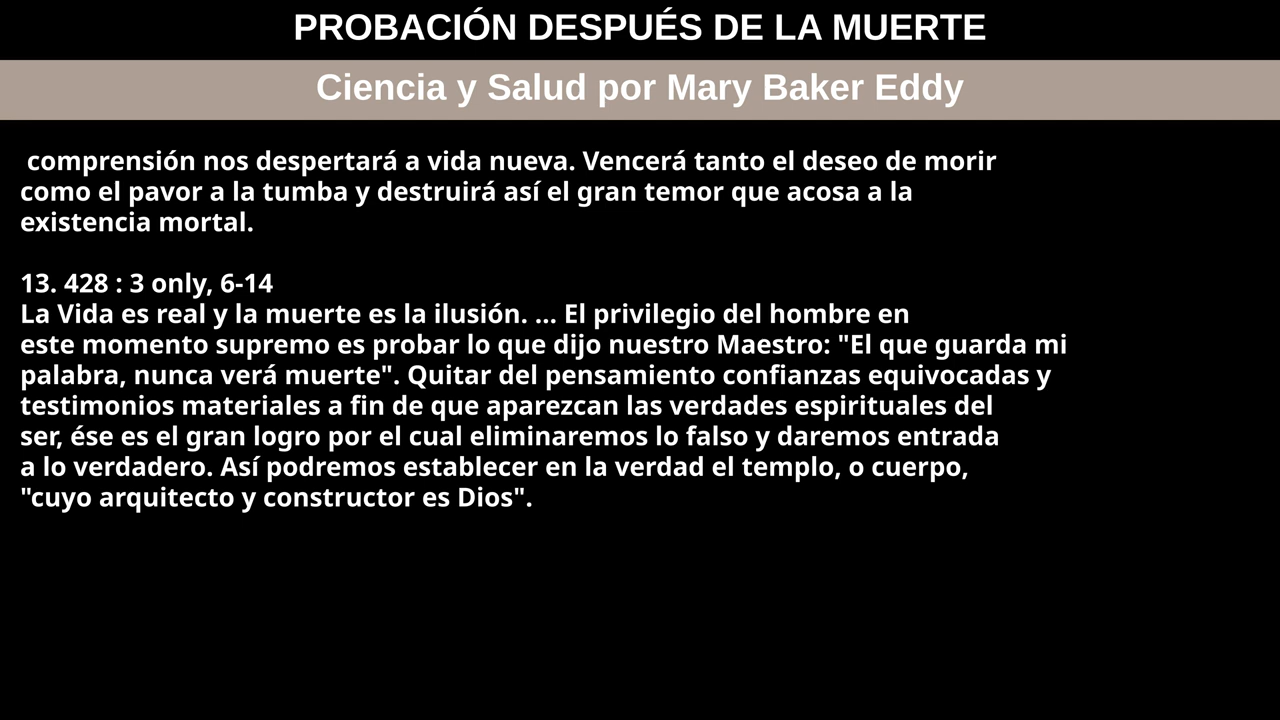 PROBACIÓN DESPUÉS DE LA MUERTE
Ciencia y Salud por Mary Baker Eddy
comprensión nos despertará a vida nueva. Vencerá tanto el deseo de morir
como el pavor a la tumba y destruirá así el gran temor que acosa a la
existencia mortal.
13. 428 : 3 only, 6-14
La Vida es real y la muerte es la ilusión. ... El privilegio del hombre en
este momento supremo es probar lo que dijo nuestro Maestro: "El que guarda mi
palabra, nunca verá muerte". Quitar del pensamiento confianzas equivocadas y
testimonios materiales a fin de que aparezcan las verdades espirituales del
ser, ése es el gran logro por el cual eliminaremos lo falso y daremos entrada
a lo verdadero. Así podremos establecer en la verdad el templo, o cuerpo,
"cuyo arquitecto y constructor es Dios".